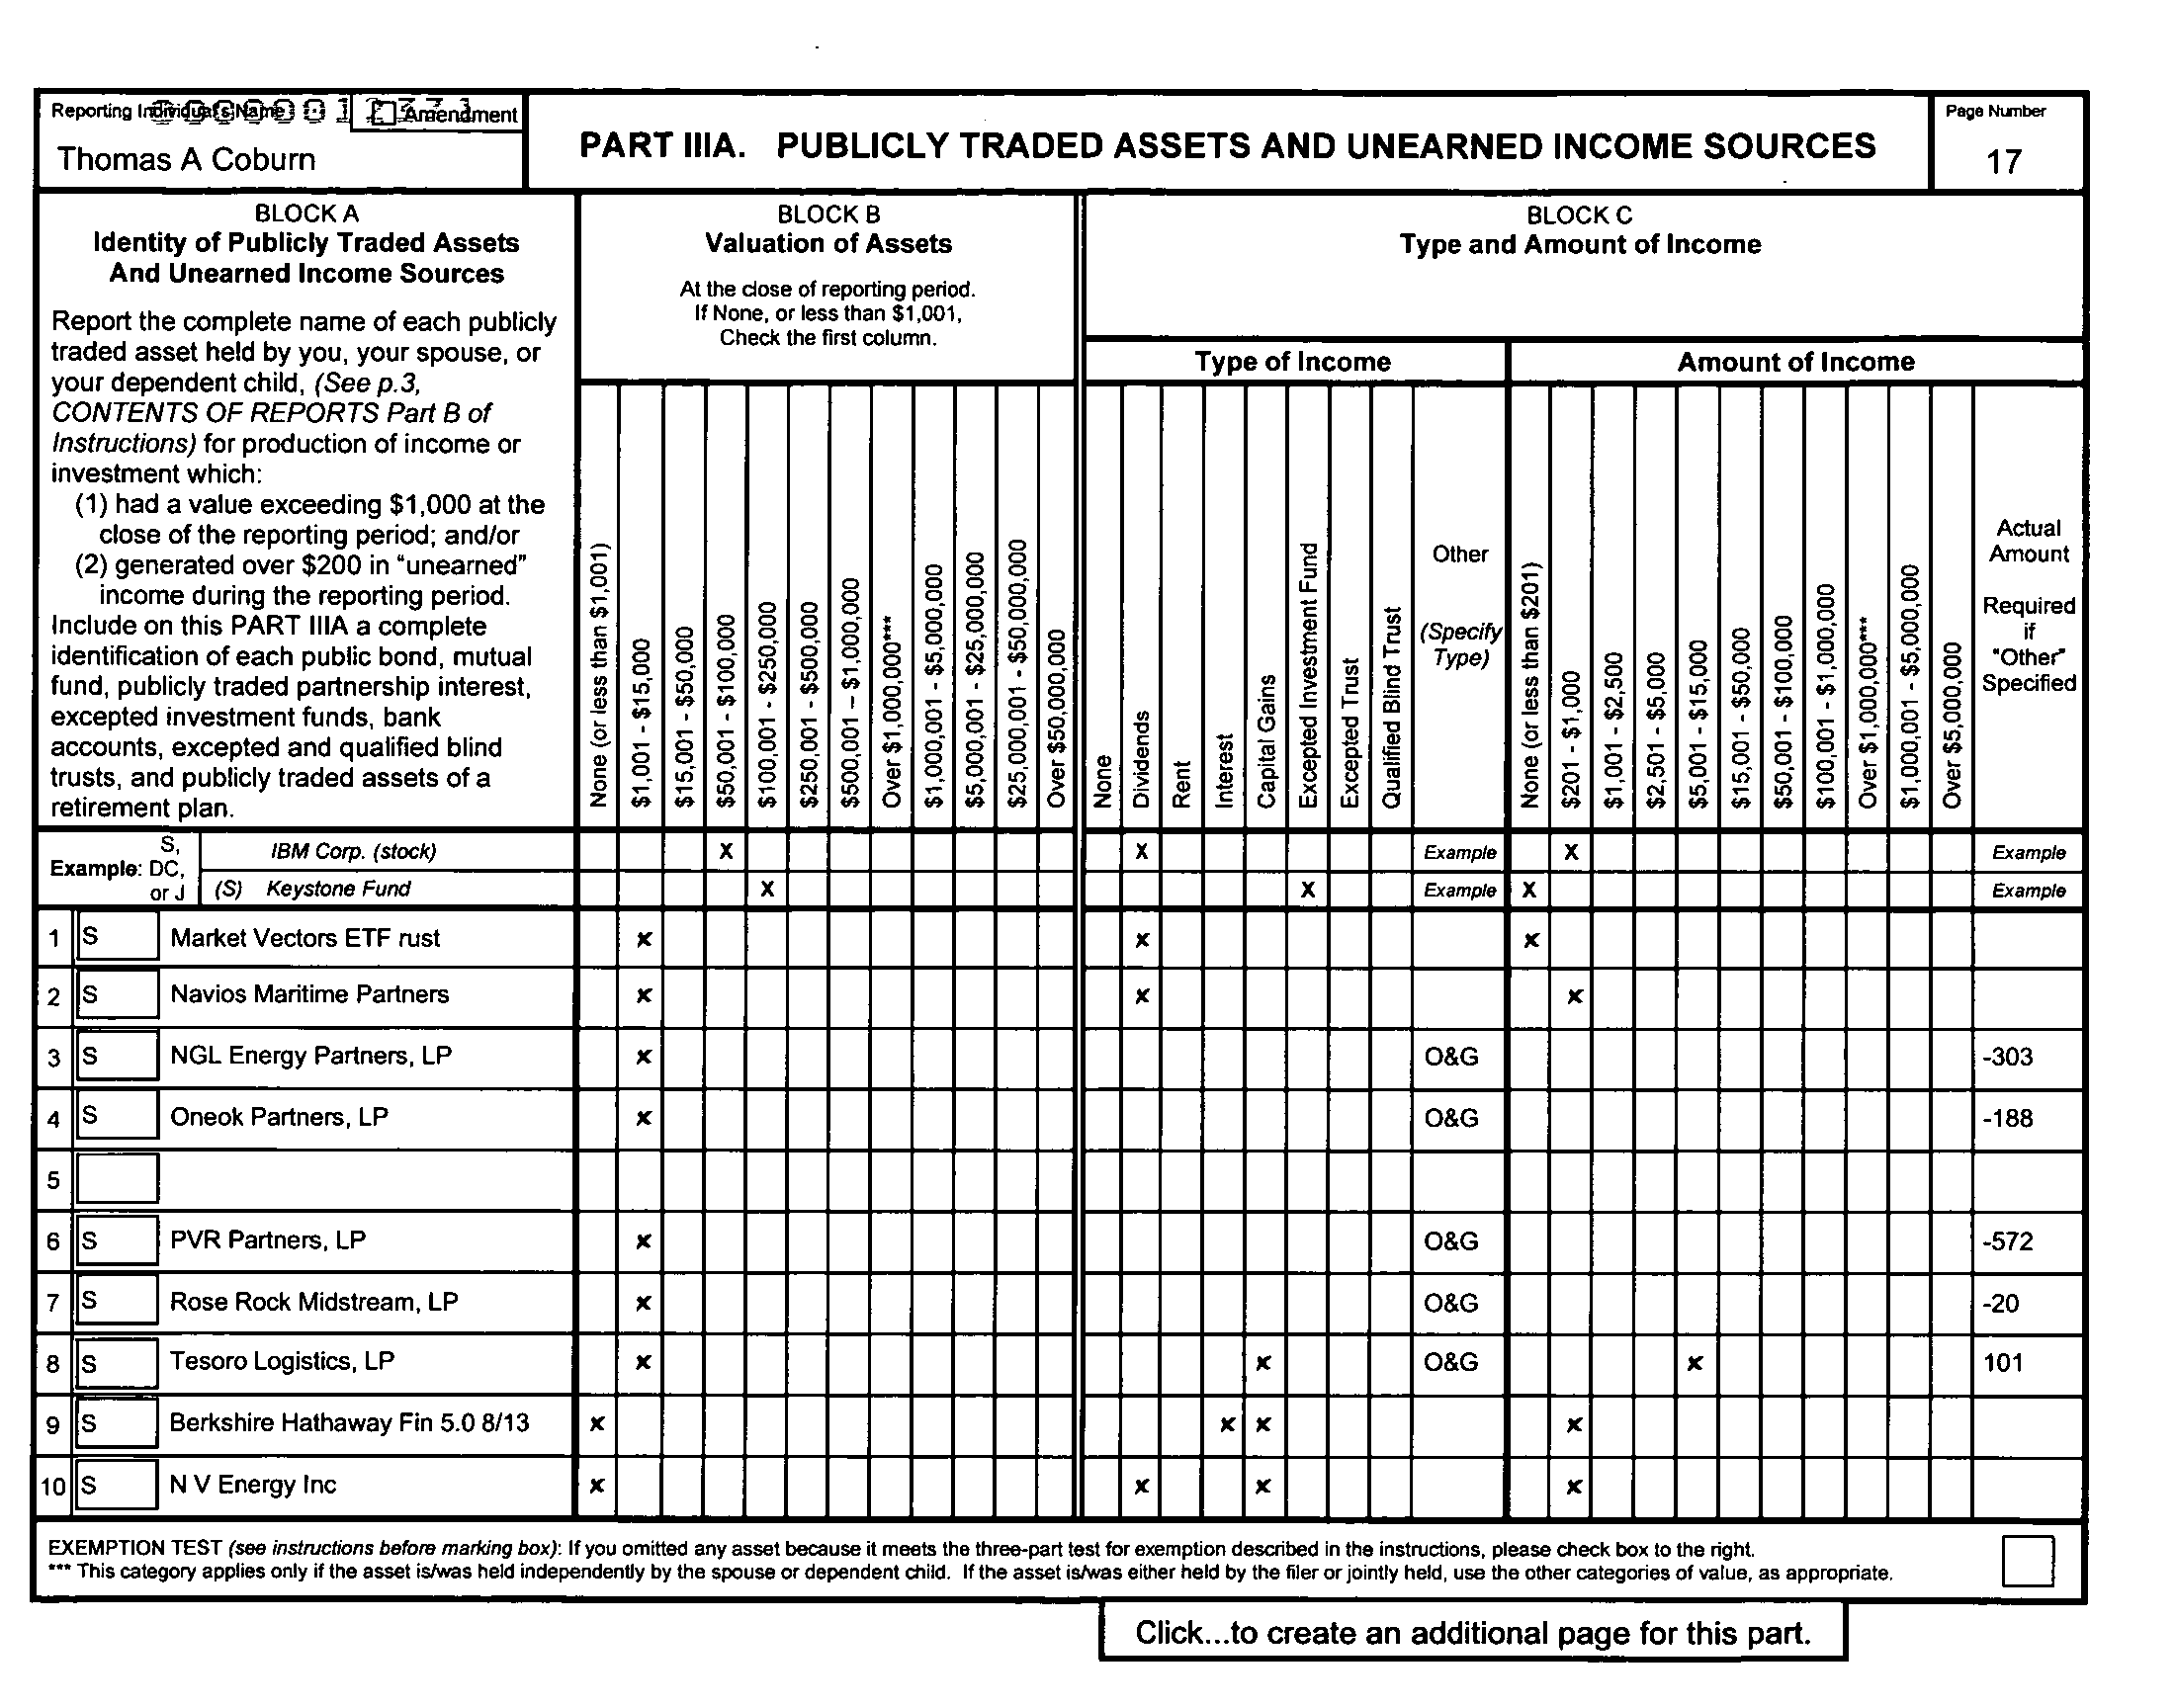 Reporting Individual's Name
Amendment
Thomas A Coburn
PART IIIA. PUBLICLY TRADED ASSETS AND UNEARNED INCOME SOURCES
Page Number
17
BLOCK A
Identity of Publicly Traded Assets
And Unearned Income Sources
Report the complete name of each publicly
traded asset held by you, your spouse, or
your dependent child, (See p.3,
CONTENTS OF REPORTS Part B of
Instructions) for production of income or
investment which:
(1) had a value exceeding $1,000 at the
close of the reporting period; and/or
(2) generated over $200 in "unearned"
income during the reporting period.
Include on this PART IIIA a complete
identification of each public bond, mutual
fund, publicly traded partnership interest,
excepted investment funds, bank
accounts, excepted and qualified blind
trusts, and publicly traded assets of a
retirement plan.
BLOCK B
Valuation of Assets
At the close of reporting period.
If None, or less than $1,001,
Check the first column.
BLOCK C
Type and Amount of Income
Type of Income
Amount of Income
None (or less than $1,001)
$1,001 - $15,000
$15,001 - $50,000
$50,001 - $100,000
$100,001 - $250,000
$250,001 - $500,000
$500,001 – $1,000,000
Over $1,000,000***
$1,000,001 - $5,000,000
$5,000,001 - $25,000,000
$25,000,001 - $50,000,000
Over $50,000,000
None
Dividends
Rent
Interest
Capital Gains
Excepted Investment Fund
Excepted Trust
Qualified Blind Trust
Other
(Specify
Type)
None (or less than $201)
$201 - $1,000
$1,001 - $2,500
$2,501 - $5,000
$5,001 - $15,000
$15,001 - $50,000
$50,001 - $100,000
$100,001 - $1,000,000
Over $1,000,000***
$1,000,001 - $5,000,000
Over $5,000,000
Actual
Amount
Required
if
"Other"
Specified
Example: S,
DC,
or J
IBM Corp. (stock) X X Example X Example
(S) Keystone Fund X X Example X Example
1 S Market Vectors ETF rust x x x
2 S Navios Maritime Partners x x x
3 S NGL Energy Partners, LP x O&G -303
4 S Oneok Partners, LP x O&G -188
5
6 S PVR Partners, LP x O&G -572
7 S Rose Rock Midstream, LP x O&G -20
8 S Tesoro Logistics, LP x x O&G x 101
9 S Berkshire Hathaway Fin 5.0 8/13 x x x x
10 S N V Energy Inc x x x x
EXEMPTION TEST (see instructions before marking box): If you omitted any asset because it meets the three-part test for exemption described in the instructions, please check box to the right.
*** This category applies only if the asset is/was held independently by the spouse or dependent child. If the asset is/was either held by the filer or jointly held, use the other categories of value, as appropriate.
Click...to create an additional page for this part.